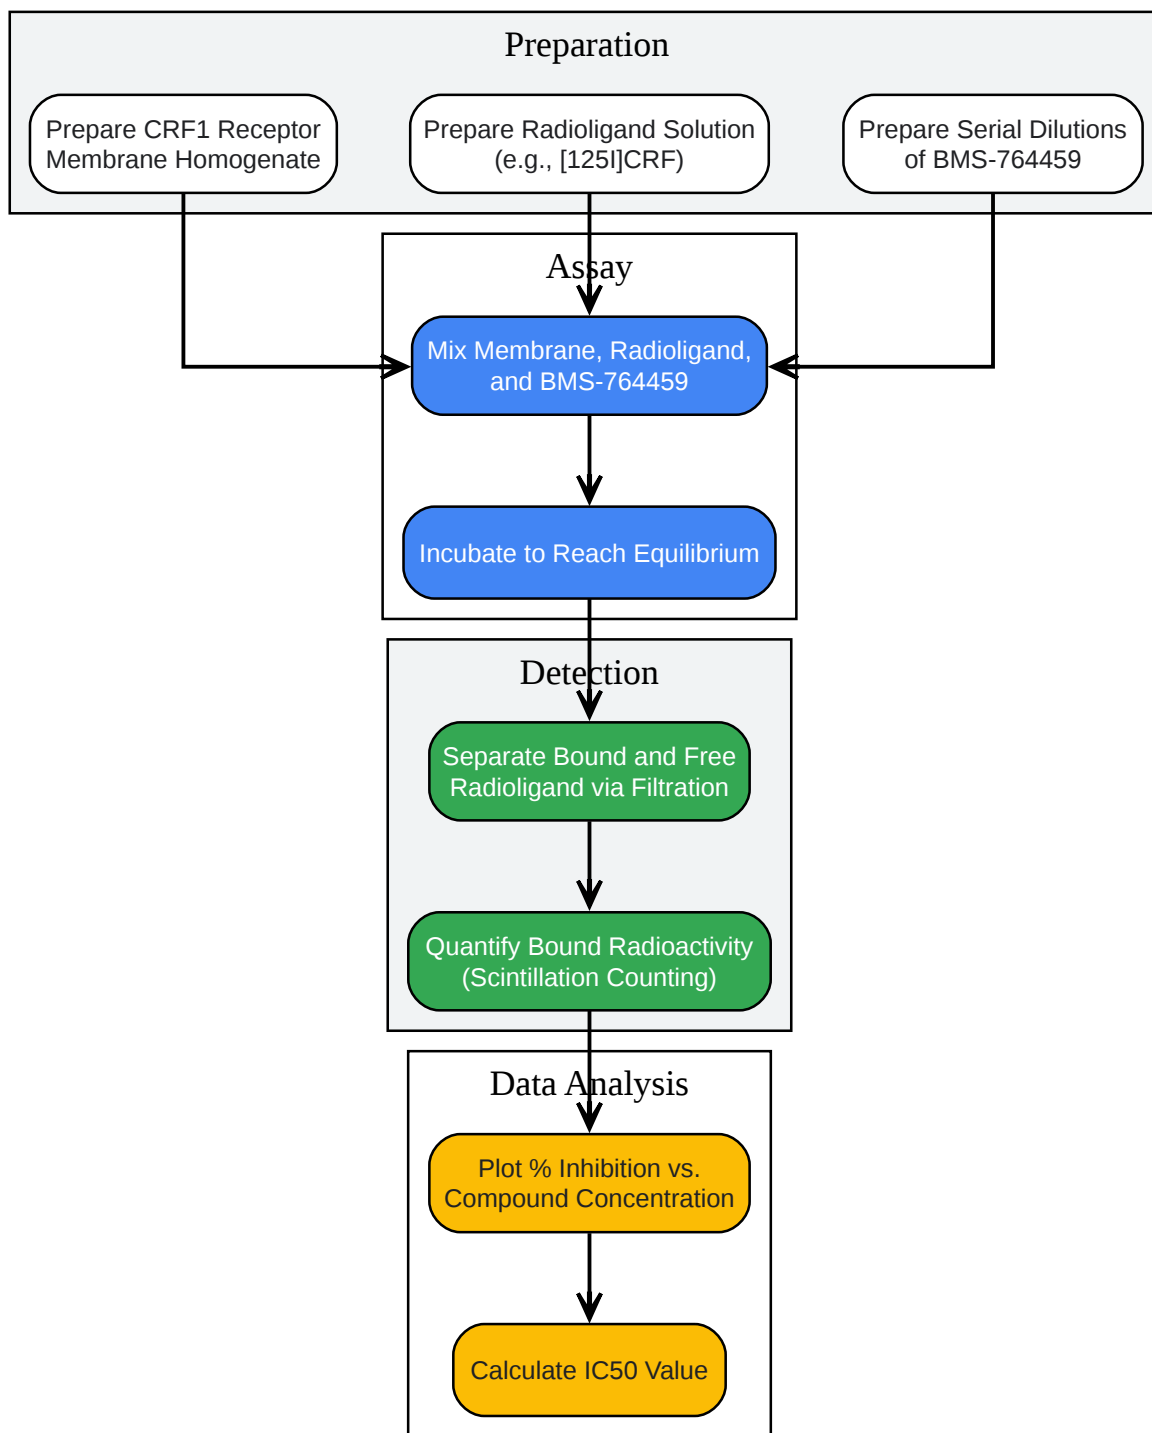 Preparation
Prepare CRF1 Receptor
Membrane Homogenate
Prepare Radioligand Solution
(e.g., [125I]CRF)
Prepare Serial Dilutions
of BMS-764459
Assay
Mix Membrane, Radioligand,
and BMS-764459
Incubate to Reach Equilibrium
Detection
Separate Bound and Free
Radioligand via Filtration
Quantify Bound Radioactivity
(Scintillation Counting)
Data Analysis
Plot % Inhibition vs.
Compound Concentration
Calculate IC50 Value